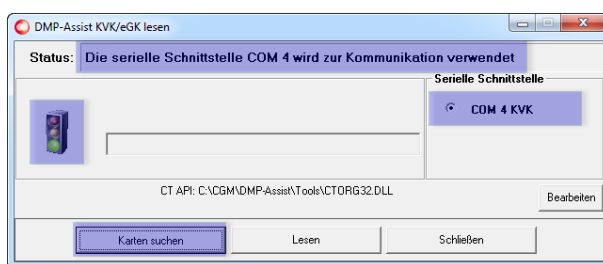 DMP-Assist KVK/eGK lesen
Status: Die serielle Schnittstelle COM 4 wird zur Kommunikation verwendet
Serielle Schnittstelle
COM 4 KVK
CT API: C:\CGM\DMP-Assist\Tools\CTORG32.DLL
Bearbeiten
Karten suchen Lesen Schließen